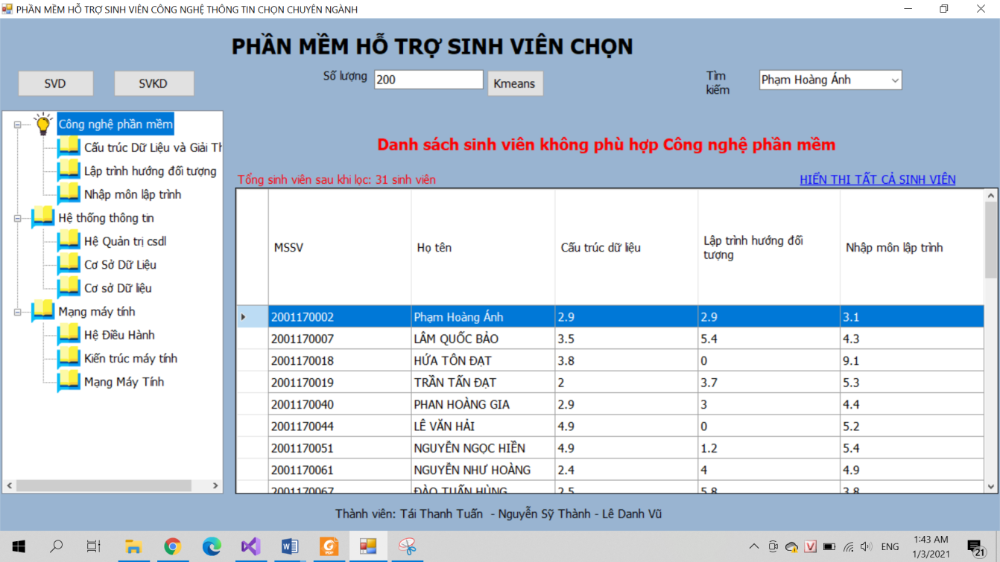 PHẦN MỀM HỖ TRỢ SINH VIÊN CÔNG NGHỆ THÔNG TIN CHỌN CHUYÊN NGÀNH
PHẦN MỀM HỖ TRỢ SINH VIÊN CHỌN
SVD SVKD
Số lượng 200 Kmeans
Tìm kiếm Phạm Hoàng Ánh
Công nghệ phần mềm
Cấu trúc Dữ Liệu và Giải Th
Lập trình hướng đối tượng
Nhập môn lập trình
Hệ thống thông tin
Hệ Quản trị csdl
Cơ Sở Dữ Liệu
Cơ sở Dữ liệu
Mạng máy tính
Hệ Điều Hành
Kiến trúc máy tính
Mạng Máy Tính
Danh sách sinh viên không phù hợp Công nghệ phần mềm
Tổng sinh viên sau khi lọc: 31 sinh viên
HIỂN THI TẤT CẢ SINH VIÊN
MSSV Họ tên Cấu trúc dữ liệu Lập trình hướng đối tượng Nhập môn lập trình
2001170002 Phạm Hoàng Ánh 2.9 2.9 3.1
2001170007 LÂM QUỐC BẢO 3.5 5.4 4.3
2001170018 HỨA TÔN ĐẠT 3.8 0 9.1
2001170019 TRẦN TẤN ĐẠT 2 3.7 5.3
2001170040 PHAN HOÀNG GIA 2.9 3 4.4
2001170044 LÊ VĂN HẢI 4.9 0 5.2
2001170051 NGUYỄN NGỌC HIỀN 4.9 1.2 5.4
2001170061 NGUYỄN NHƯ HOÀNG 2.4 4 4.9
2001170067 ĐÀO TUẤN HÙNG 2.5 5.8 3.8
Thành viên: Tái Thanh Tuấn - Nguyễn Sỹ Thành - Lê Danh Vũ
ENG
1:43 AM
1/3/2021
21